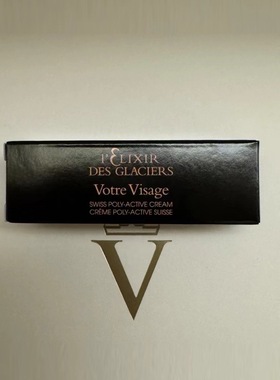 l'Elixir
DES GLACIERS
Votre Visage
SWISS POLY-ACTIVE CREAM
CRÈME POLY-ACTIVE SUISSE
V